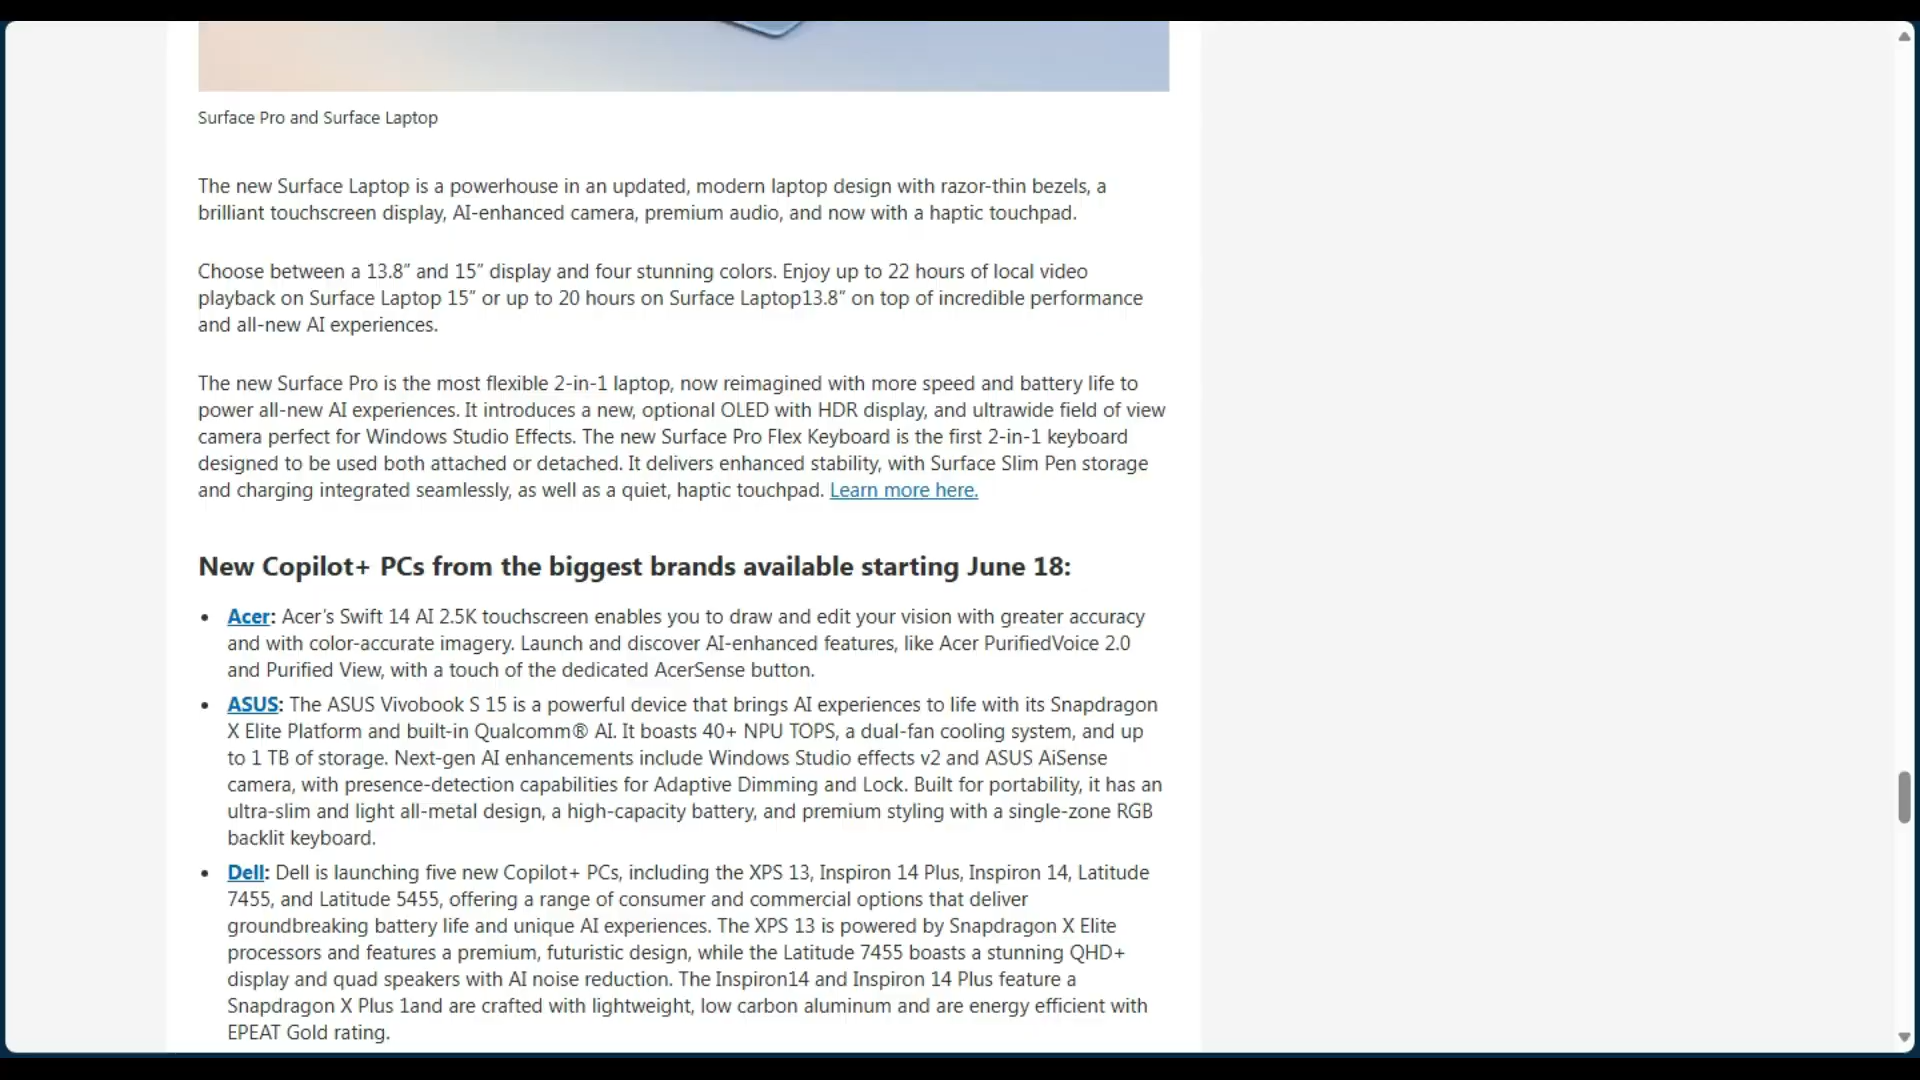 Surface Pro and Surface Laptop
The new Surface Laptop is a powerhouse in an updated, modern laptop design with razor-thin bezels, a
brilliant touchscreen display, AI-enhanced camera, premium audio, and now with a haptic touchpad.
Choose between a 13.8” and 15” display and four stunning colors. Enjoy up to 22 hours of local video
playback on Surface Laptop 15” or up to 20 hours on Surface Laptop13.8” on top of incredible performance
and all-new AI experiences.
The new Surface Pro is the most flexible 2-in-1 laptop, now reimagined with more speed and battery life to
power all-new AI experiences. It introduces a new, optional OLED with HDR display, and ultrawide field of view
camera perfect for Windows Studio Effects. The new Surface Pro Flex Keyboard is the first 2-in-1 keyboard
designed to be used both attached or detached. It delivers enhanced stability, with Surface Slim Pen storage
and charging integrated seamlessly, as well as a quiet, haptic touchpad. Learn more here.
New Copilot+ PCs from the biggest brands available starting June 18:
• Acer: Acer’s Swift 14 AI 2.5K touchscreen enables you to draw and edit your vision with greater accuracy
and with color-accurate imagery. Launch and discover AI-enhanced features, like Acer PurifiedVoice 2.0
and Purified View, with a touch of the dedicated AcerSense button.
• ASUS: The ASUS Vivobook S 15 is a powerful device that brings AI experiences to life with its Snapdragon
X Elite Platform and built-in Qualcomm® AI. It boasts 40+ NPU TOPS, a dual-fan cooling system, and up
to 1 TB of storage. Next-gen AI enhancements include Windows Studio effects v2 and ASUS AiSense
camera, with presence-detection capabilities for Adaptive Dimming and Lock. Built for portability, it has an
ultra-slim and light all-metal design, a high-capacity battery, and premium styling with a single-zone RGB
backlit keyboard.
• Dell: Dell is launching five new Copilot+ PCs, including the XPS 13, Inspiron 14 Plus, Inspiron 14, Latitude
7455, and Latitude 5455, offering a range of consumer and commercial options that deliver
groundbreaking battery life and unique AI experiences. The XPS 13 is powered by Snapdragon X Elite
processors and features a premium, futuristic design, while the Latitude 7455 boasts a stunning QHD+
display and quad speakers with AI noise reduction. The Inspiron14 and Inspiron 14 Plus feature a
Snapdragon X Plus 1and are crafted with lightweight, low carbon aluminum and are energy efficient with
EPEAT Gold rating.